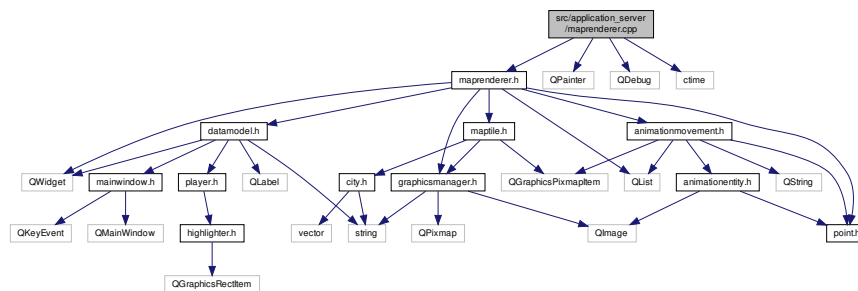 src/application_server
/maprenderer.cpp
maprenderer.h
QPainter
QDebug
ctime
datamodel.h
maptile.h
animationmovement.h
QWidget
mainwindow.h
player.h
QLabel
city.h
graphicsmanager.h
QGraphicsPixmapItem
QList
animationentity.h
QString
QKeyEvent
QMainWindow
highlighter.h
vector
string
QPixmap
QImage
point.h
QGraphicsRectItem